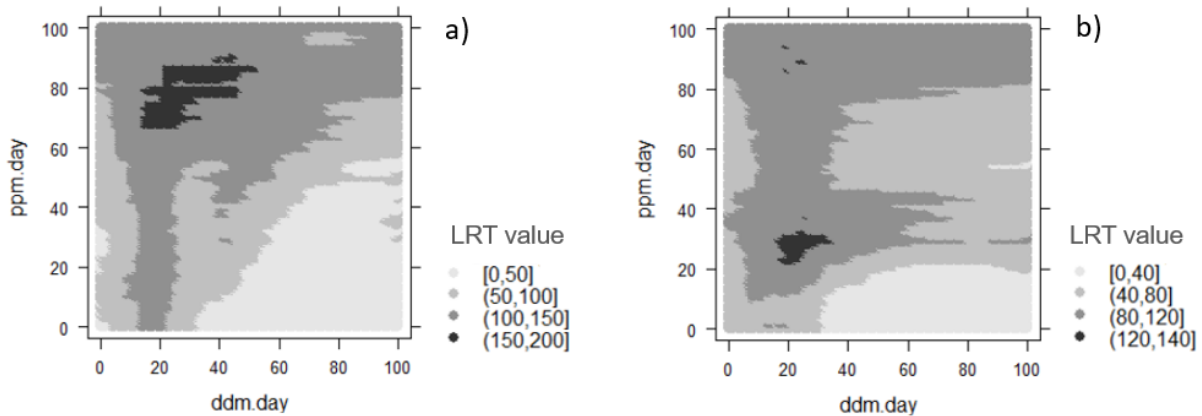 a)
100
80
60
40
20
0
ppm.day
0 20 40 60 80 100
ddm.day
LRT value
[0,50]
(50,100]
(100,150]
(150,200]
b)
100
80
60
40
20
0
ppm.day
0 20 40 60 80 100
ddm.day
LRT value
[0,40]
(40,80]
(80,120]
(120,140]